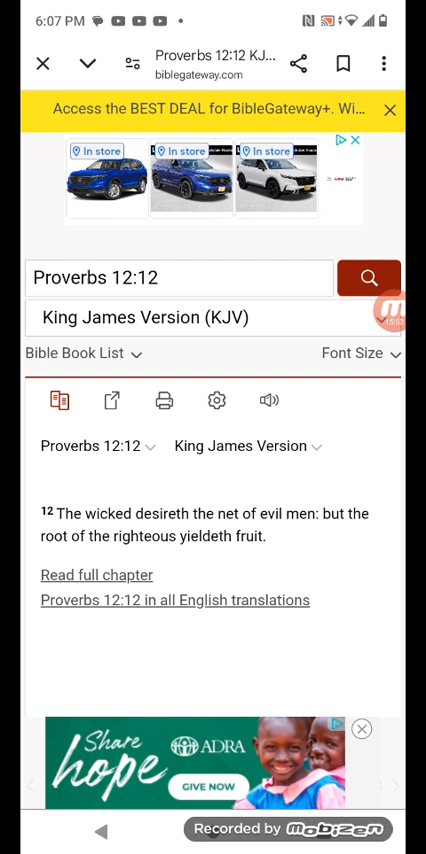 6:07 PM
Proverbs 12:12 KJ...
biblegateway.com
Access the BEST DEAL for BibleGateway+. Wi...
In store
In store
In store
Proverbs 12:12
King James Version (KJV)
15:52
Bible Book List
Font Size
Proverbs 12:12
King James Version
12 The wicked desireth the net of evil men: but the
root of the righteous yieldeth fruit.
Read full chapter
Proverbs 12:12 in all English translations
Share
hope
ADRA
GIVE NOW
Recorded by mobizen